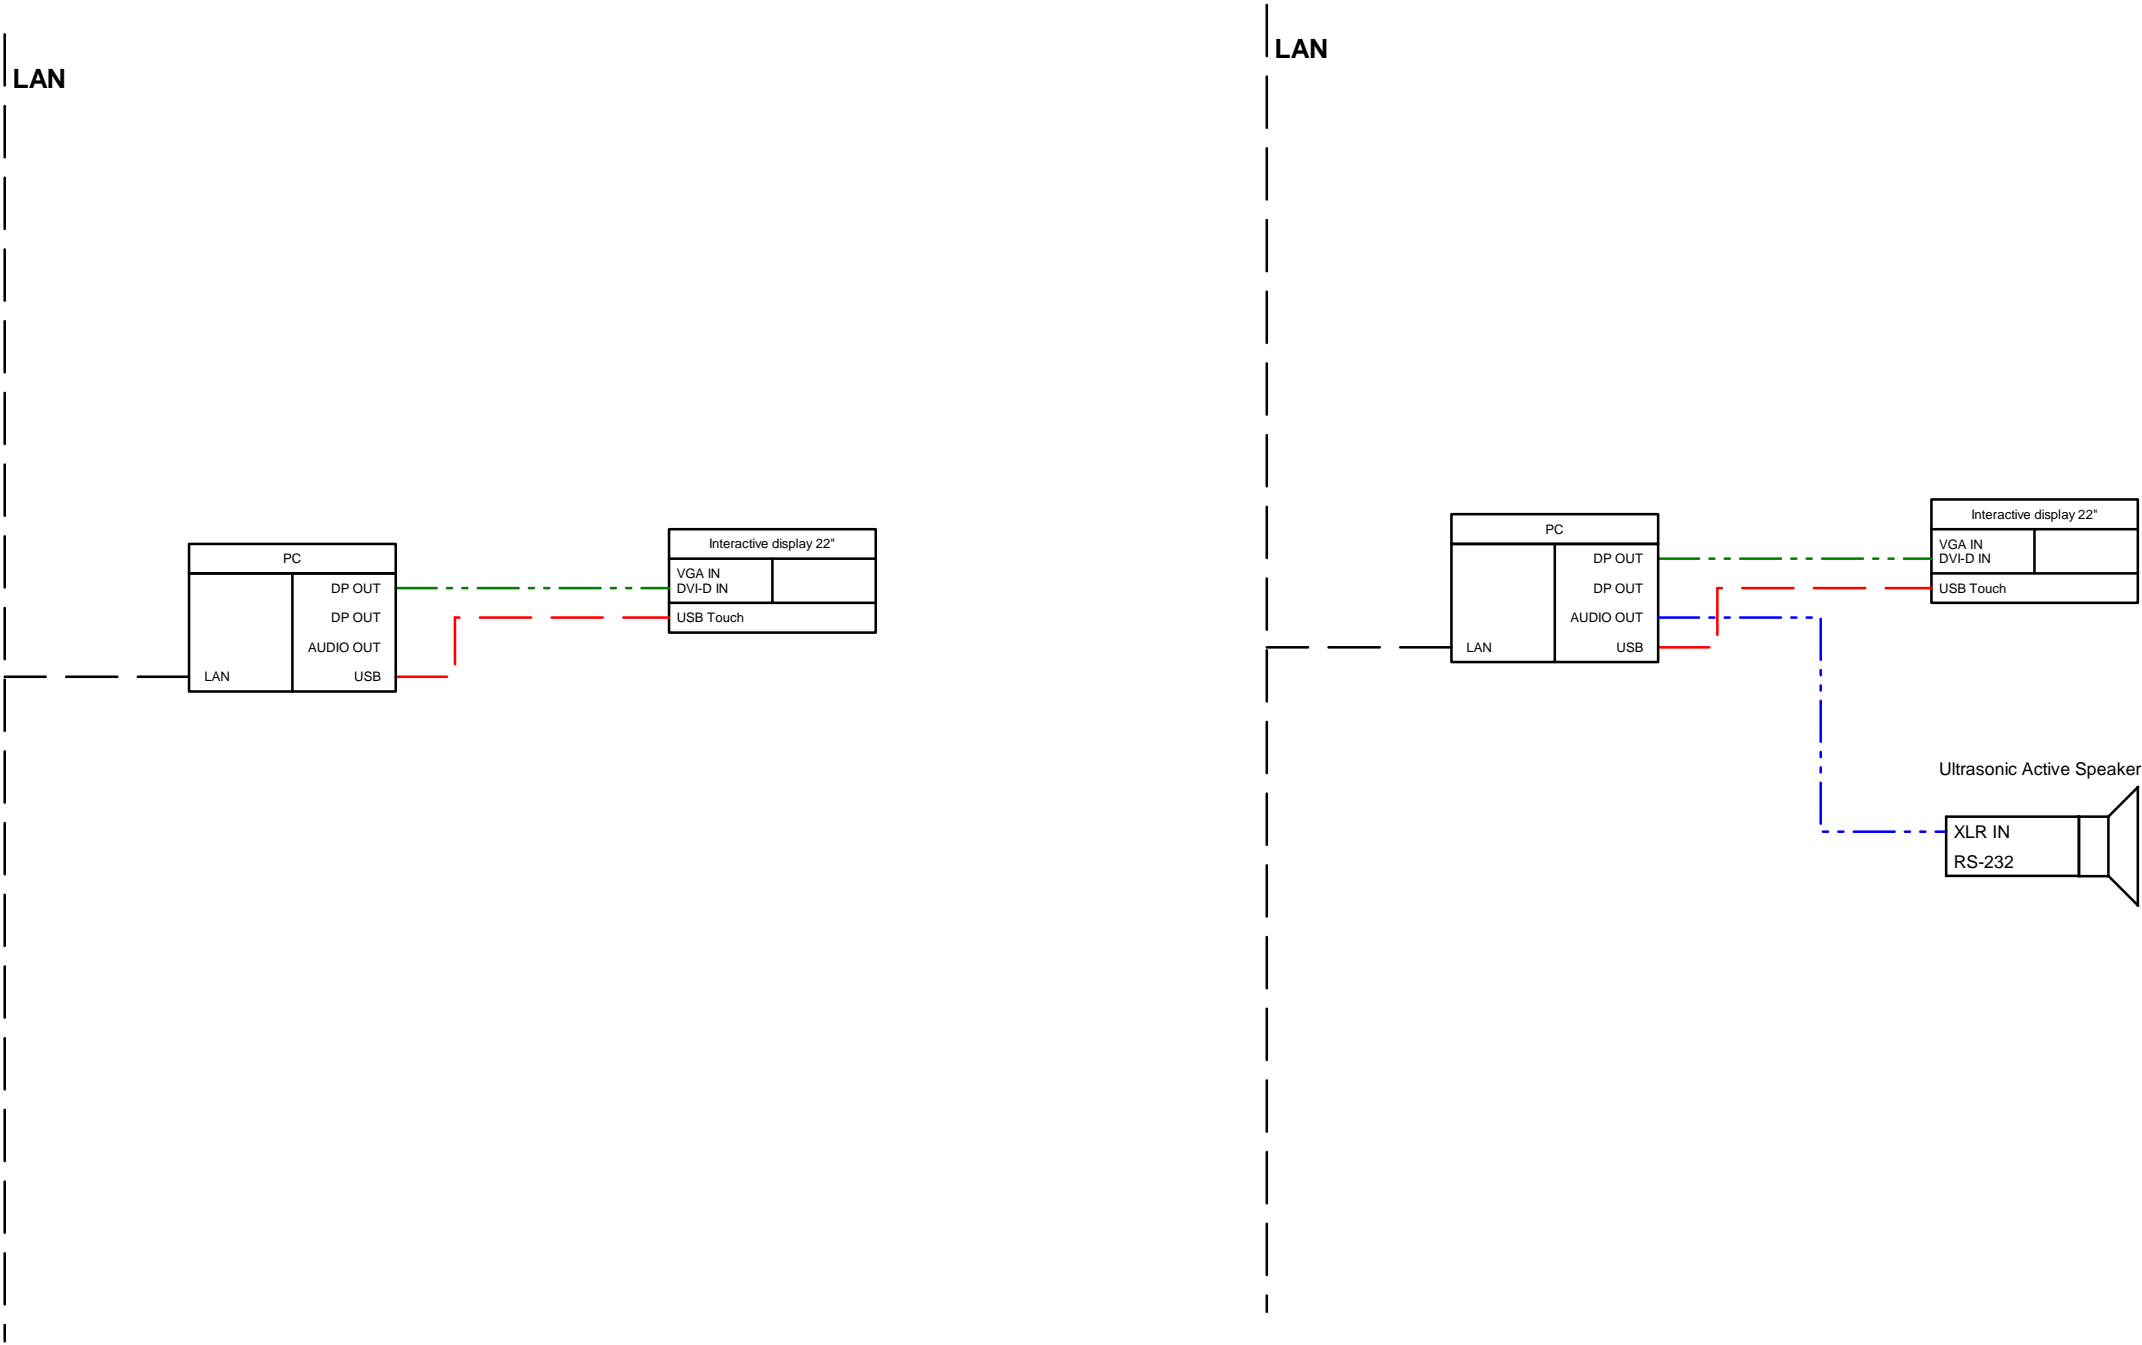 LAN
PC
DP OUT
DP OUT
AUDIO OUT
LAN
USB
Interactive display 22"
VGA IN
DVI-D IN
USB Touch
LAN
PC
DP OUT
DP OUT
AUDIO OUT
LAN
USB
Interactive display 22"
VGA IN
DVI-D IN
USB Touch
Ultrasonic Active Speaker
XLR IN
RS-232